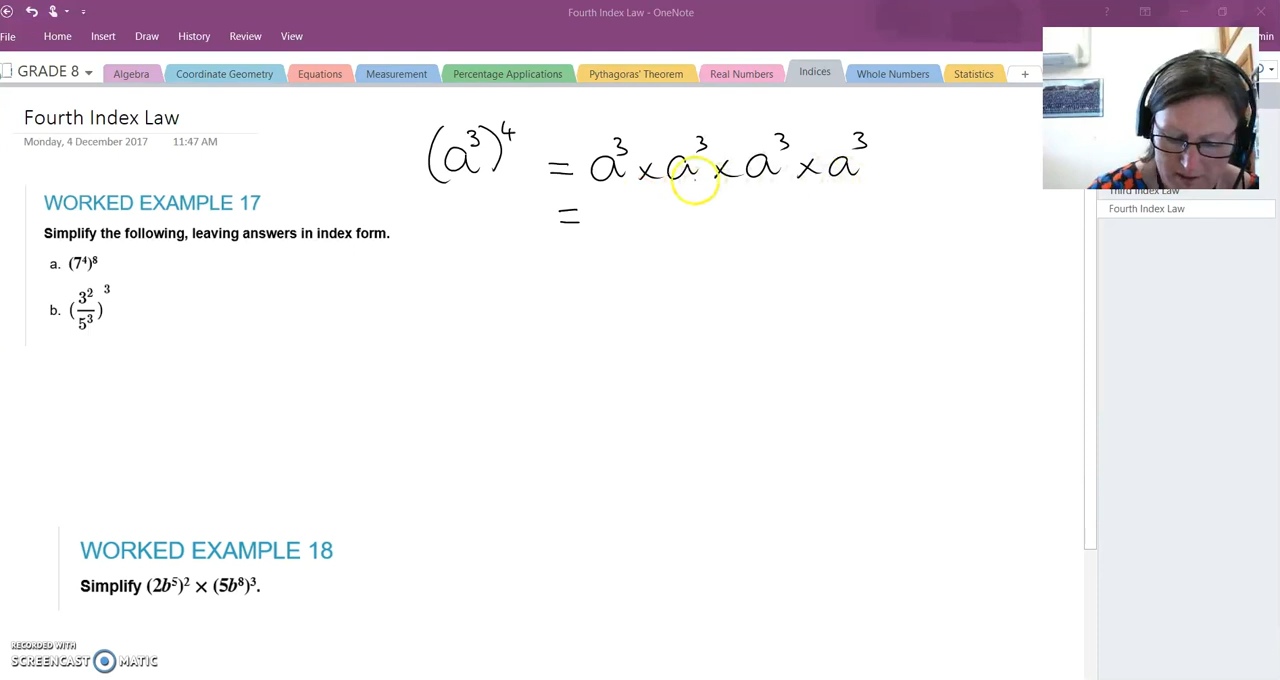 Fourth Index Law - OneNote
File Home Insert Draw History Review View
GRADE 8 Algebra Coordinate Geometry Equations Measurement Percentage Applications Pythagoras' Theorem Real Numbers Indices Whole Numbers Statistics +
Fourth Index Law
Monday, 4 December 2017 11:47 AM
(a³)⁴ = a³ × a³ × a³ × a³
=
Third Index Law
Fourth Index Law
WORKED EXAMPLE 17
Simplify the following, leaving answers in index form.
a. (7⁴)⁸
b. (3²/5³)³
WORKED EXAMPLE 18
Simplify (2b⁵)² × (5b⁸)³.
RECORDED WITH
SCREENCAST MATIC